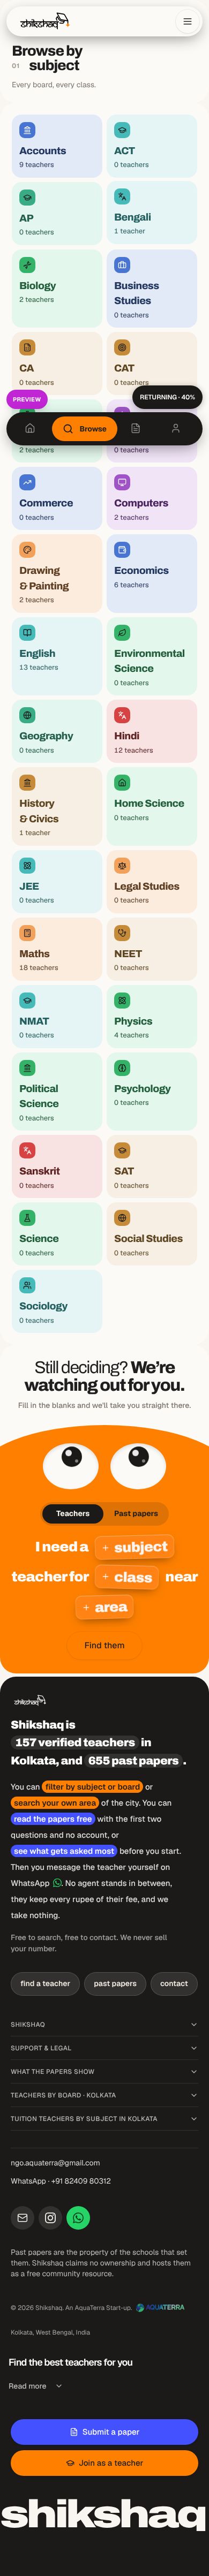 shikshaq
Browse by
01 subject
Every board, every class.
Accounts
9 teachers
ACT
0 teachers
AP
0 teachers
Bengali
1 teacher
Biology
2 teachers
Business
Studies
0 teachers
CA
0 teachers
CAT
0 teachers
PREVIEW
RETURNING · 40%
Browse
2 teachers
0 teachers
Commerce
0 teachers
Computers
2 teachers
Drawing
& Painting
2 teachers
Economics
6 teachers
English
13 teachers
Environmental
Science
0 teachers
Geography
0 teachers
Hindi
12 teachers
History
& Civics
1 teacher
Home Science
0 teachers
JEE
0 teachers
Legal Studies
0 teachers
Maths
18 teachers
NEET
0 teachers
NMAT
0 teachers
Physics
4 teachers
Political
Science
0 teachers
Psychology
0 teachers
Sanskrit
0 teachers
SAT
0 teachers
Science
0 teachers
Social Studies
0 teachers
Sociology
0 teachers
Still deciding? We're
watching out for you.
Fill in the blanks and we'll take you straight there.
Teachers
Past papers
I need a + subject
teacher for + class near
+ area
Find them
shikshaq
Shikshaq is
157 verified teachers in
Kolkata, and 655 past papers .
You can filter by subject or board or
search your own area of the city. You can
read the papers free with the first two
questions and no account, or
see what gets asked most before you start.
Then you message the teacher yourself on
WhatsApp . No agent stands in between,
they keep every rupee of their fee, and we
take nothing.
Free to search, free to contact. We never sell
your number.
find a teacher
past papers
contact
SHIKSHAQ
SUPPORT & LEGAL
WHAT THE PAPERS SHOW
TEACHERS BY BOARD · KOLKATA
TUITION TEACHERS BY SUBJECT IN KOLKATA
ngo.aquaterra@gmail.com
WhatsApp · +91 82409 80312
Past papers are the property of the schools that set
them. Shikshaq claims no ownership and hosts them
as a free community resource.
© 2026 Shikshaq. An AquaTerra Start-up. AQUATERRA
Kolkata, West Bengal, India
Find the best teachers for you
Read more
Submit a paper
Join as a teacher
shikshaq